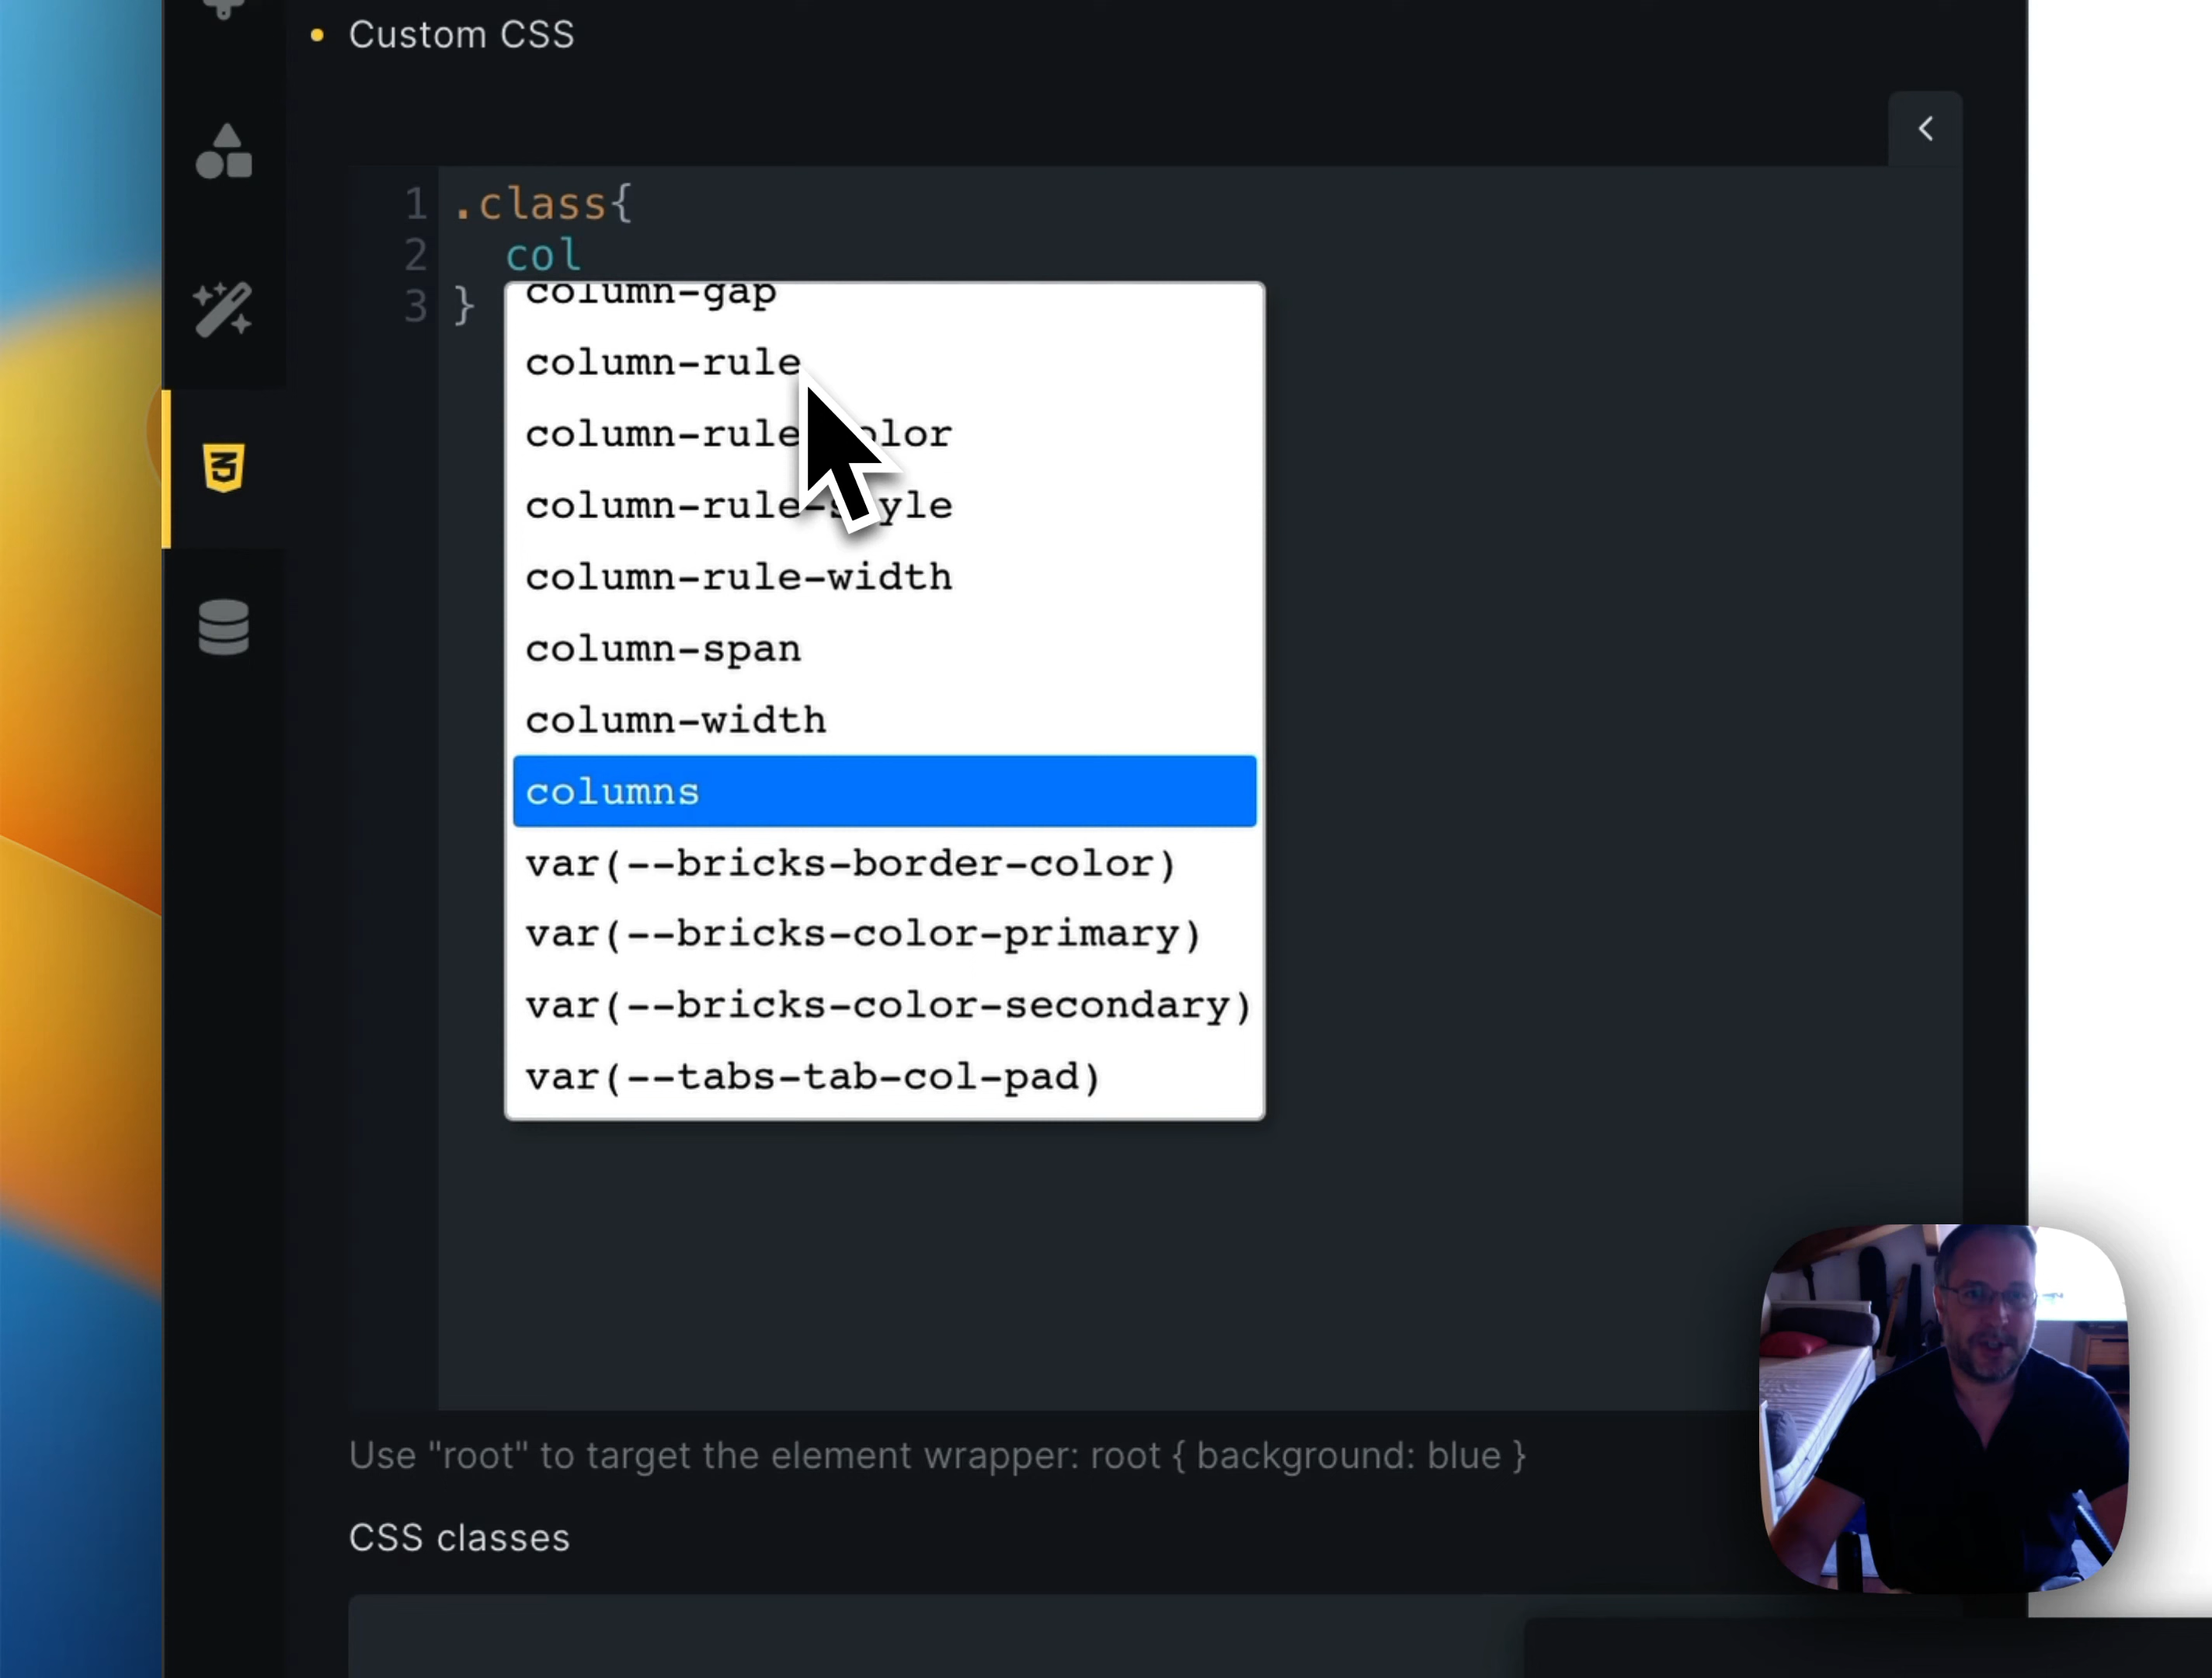 Custom CSS
1 .class{
2 col
3 }
column-gap
column-rule
column-rule-color
column-rule-style
column-rule-width
column-span
column-width
columns
var(--bricks-border-color)
var(--bricks-color-primary)
var(--bricks-color-secondary)
var(--tabs-tab-col-pad)
Use "root" to target the element wrapper: root { background: blue }
CSS classes